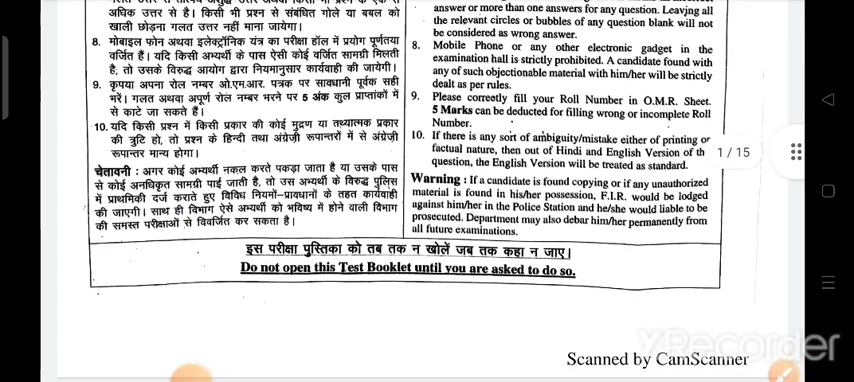 अधिक उत्तर से है। किसी भी प्रश्न से संबंधित गोले या बबल को
खाली छोड़ना गलत उत्तर नहीं माना जायेगा।
8. मोबाइल फोन अथवा इलेक्ट्रॉनिक यंत्र का परीक्षा हॉल में प्रयोग पूर्णतया
वर्जित हैं। यदि किसी अभ्यर्थी के पास ऐसी कोई वर्जित सामग्री मिलती
है, तो उसके विरुद्ध आयोग द्वारा नियमानुसार कार्यवाही की जायेगी।
9. कृपया अपना रोल नम्बर ओ.एम.आर. पत्रक पर सावधानी पूर्वक सही
भरें। गलत अथवा अपूर्ण रोल नम्बर भरने पर 5 अंक कुल प्राप्तांकों में
से काटे जा सकते हैं।
10. यदि किसी प्रश्न में किसी प्रकार की कोई मुद्रण या तथ्यात्मक प्रकार
की त्रुटि हो, तो प्रश्न के हिन्दी तथा अंग्रेज़ी रूपान्तरों में से अंग्रेज़ी
रूपान्तर मान्य होगा।
चेतावनी : अगर कोई अभ्यर्थी नकल करते पकड़ा जाता है या उसके पास
से कोई अनधिकृत सामग्री पाई जाती है, तो उस अभ्यर्थी के विरुद्ध पुलिस
में प्राथमिकी दर्ज कराते हुए विविध नियमों-प्रावधानों के तहत कार्यवाही
की जाएगी। साथ ही विभाग ऐसे अभ्यर्थी को भविष्य में होने वाली विभाग
की समस्त परीक्षाओं से विवर्जित कर सकता है।
answer or more than one answers for any question. Leaving all
the relevant circles or bubbles of any question blank will not
be considered as wrong answer.
8. Mobile Phone or any other electronic gadget in the
examination hall is strictly prohibited. A candidate found with
any of such objectionable material with him/her will be strictly
dealt as per rules.
9. Please correctly fill your Roll Number in O.M.R. Sheet.
5 Marks can be deducted for filling wrong or incomplete Roll
Number.
10. If there is any sort of ambiguity/mistake either of printing or
factual nature, then out of Hindi and English Version of the
question, the English Version will be treated as standard.
Warning : If a candidate is found copying or if any unauthorized
material is found in his/her possession, F.I.R. would be lodged
against him/her in the Police Station and he/she would liable to be
prosecuted. Department may also debar him/her permanently from
all future examinations.
1 / 15
इस परीक्षा पुस्तिका को तब तक न खोलें जब तक कहा न जाए।
Do not open this Test Booklet until you are asked to do so.
Scanned by CamScanner
XRecorder